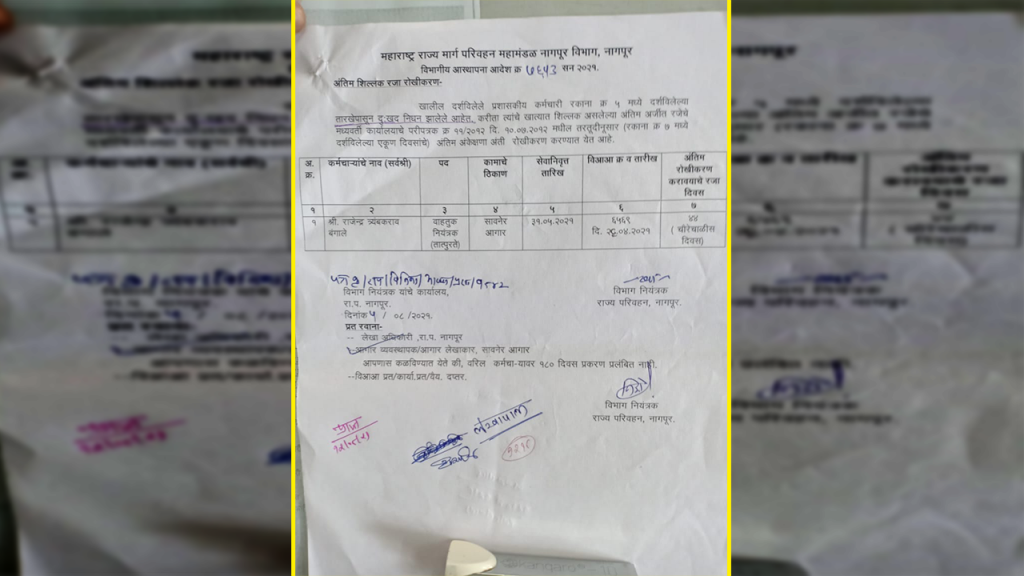 महाराष्ट्र राज्य मार्ग परिवहन महामंडळ नागपूर विभाग, नागपूर
विभागीय आस्थापना आदेश क्र ७६५३ सन २०२१.
अंतिम शिल्लक रजा रोखीकरण-
खालील दर्शविलेले प्रशासकीय कर्मचारी रकाना क्र ५ मध्ये दर्शविलेल्या
तारखेपासुन दुःखद निधन झालेले आहेत. करीता त्यांचे खात्यात शिल्लक असलेल्या अंतिम अर्जीत रजेचे
मध्यवर्ती कार्यालयाचे परीपत्रक क्र ११/२०१२ दि. १०.०७.२०१२ मधील तरतूदीनूसार (रकाना क्र ७ मध्ये
दर्शविलेल्या एकूण दिवसांचे) अंतिम अकेक्षणा अंती रोखीकरण करण्यात येत आहे.
अ. क्र. कर्मचाऱ्यांचे नाव (सर्वश्री) पद कामाचे ठिकाण सेवानिवृत्त तारिख विआआ क्र व तारीख अंतिम रोखीकरण करावयाचे रजा दिवस
१ २ ३ ४ ५ ६ ७
१ श्री. राजेन्द्र त्र्यंबकराव बंगाले वाहतुक नियंत्रक (तात्पुरते) सावनेर आगार ३१.०५.२०२१ ६५६९ दि. .०४.२०२१ ४४ ( चोरेचाळीस दिवस)
विभाग नियंत्रक यांचे कार्यालय,
रा.प. नागपूर.
दिनांक ५ / ०८ /२०२१.
विभाग नियंत्रक
राज्य परिवहन, नागपूर.
प्रत रवाना-
-- लेखा अधिकारी ,रा.प. नागपूर
आगार व्यवस्थापक/आगार लेखाकार, सावनेर आगार
आपणास कळविण्यात येते की, वरिल कर्मचा-यावर १८० दिवस प्रकरण प्रलंबित नाही.
--विआआ प्रत/कार्या.प्रत/वैय. दप्तर.
विभाग नियंत्रक
राज्य परिवहन, नागपूर.
लेखापाल